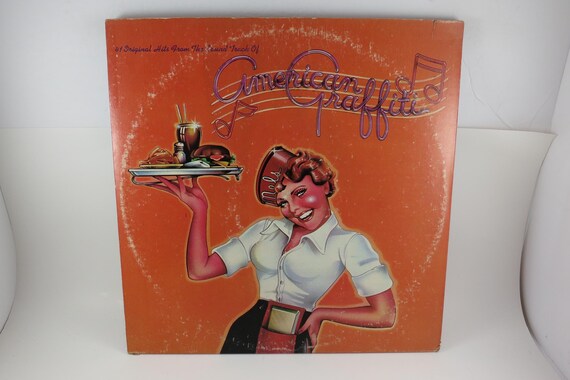 41 Original Hits From The Sound Track Of
American
Graffiti
Mel's